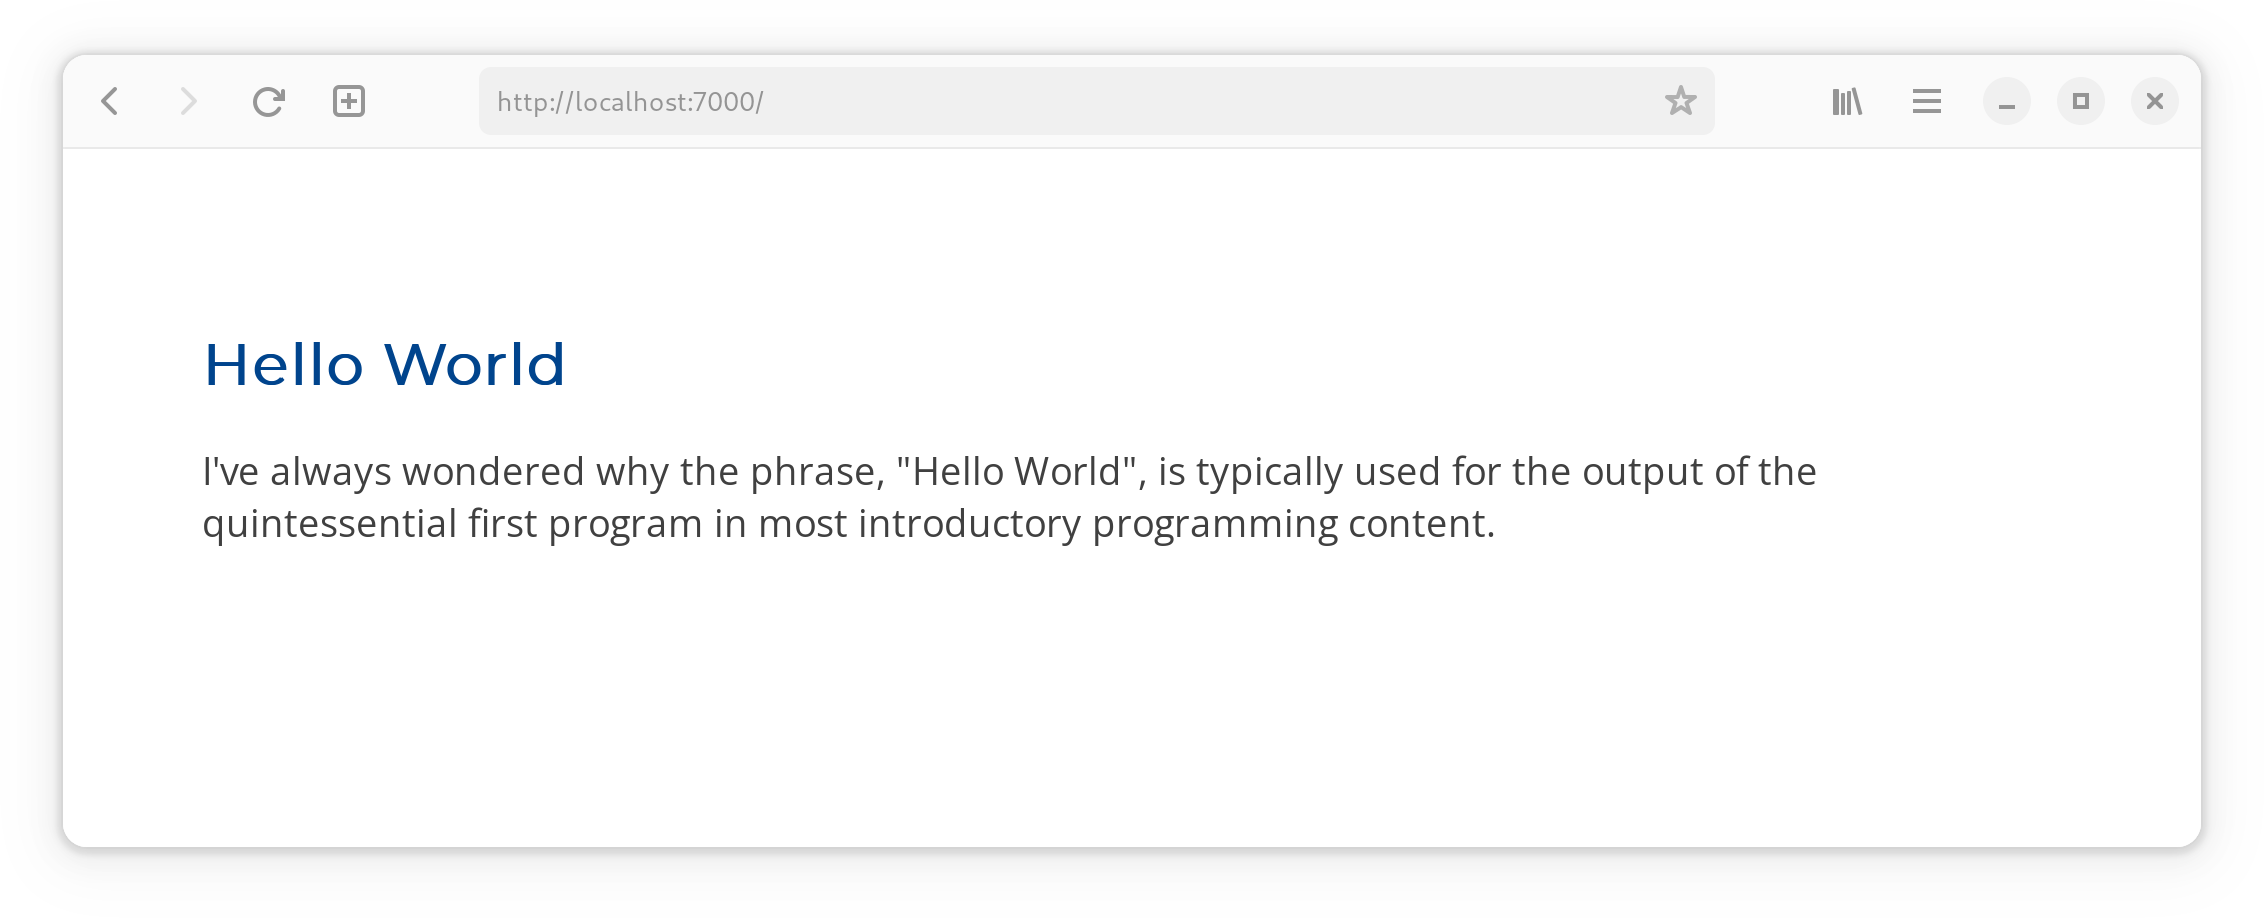 http://localhost:7000/
Hello World
I've always wondered why the phrase, "Hello World", is typically used for the output of the
quintessential first program in most introductory programming content.